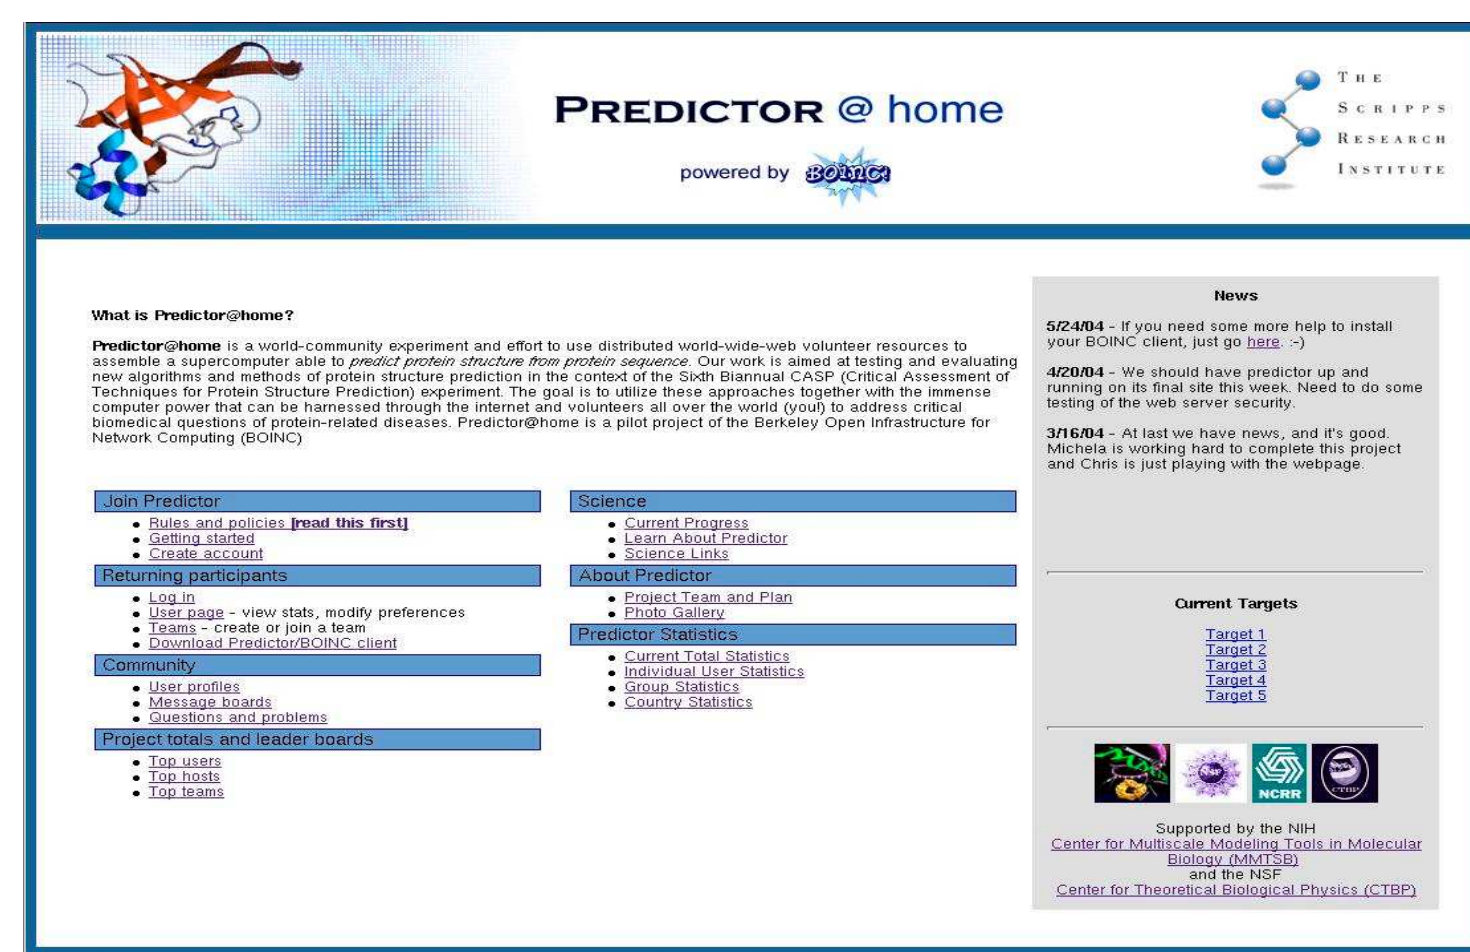 PREDICTOR @ home
powered by BOINC!
THE
SCRIPPS
RESEARCH
INSTITUTE
What is Predictor@home?
Predictor@home is a world-community experiment and effort to use distributed world-wide-web volunteer resources to
assemble a supercomputer able to predict protein structure from protein sequence. Our work is aimed at testing and evaluating
new algorithms and methods of protein structure prediction in the context of the Sixth Biannual CASP (Critical Assessment of
Techniques for Protein Structure Prediction) experiment. The goal is to utilize these approaches together with the immense
computer power that can be harnessed through the internet and volunteers all over the world (you!) to address critical
biomedical questions of protein-related diseases. Predictor@home is a pilot project of the Berkeley Open Infrastructure for
Network Computing (BOINC)
Join Predictor
Rules and policies [read this first]
Getting started
Create account
Returning participants
Log in
User page - view stats, modify preferences
Teams - create or join a team
Download Predictor/BOINC client
Community
User profiles
Message boards
Questions and problems
Project totals and leader boards
Top users
Top hosts
Top teams
Science
Current Progress
Learn About Predictor
Science Links
About Predictor
Project Team and Plan
Photo Gallery
Predictor Statistics
Current Total Statistics
Individual User Statistics
Group Statistics
Country Statistics
News
5/24/04 - If you need some more help to install
your BOINC client, just go here. :-)
4/20/04 - We should have predictor up and
running on its final site this week. Need to do some
testing of the web server security.
3/16/04 - At last we have news, and it's good.
Michela is working hard to complete this project
and Chris is just playing with the webpage.
Current Targets
Target 1
Target 2
Target 3
Target 4
Target 5
NSF
NCRR
CTBP
Supported by the NIH
Center for Multiscale Modeling Tools in Molecular
Biology (MMTSB)
and the NSF
Center for Theoretical Biological Physics (CTBP)